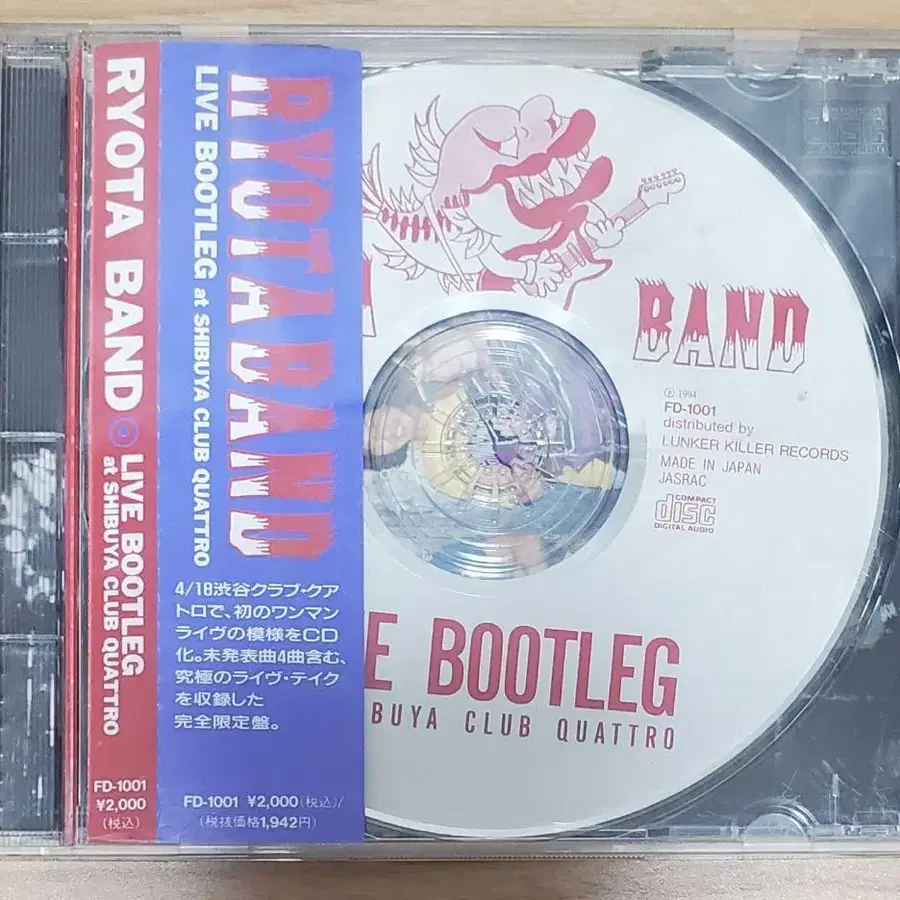 RYOTA BAND
LIVE BOOTLEG
at SHIBUYA CLUB QUATTRO
FD-1001
¥2,000
(税込)
RYOTA BAND
LIVE BOOTLEG at SHIBUYA CLUB QUATTRO
4/18渋谷クラブ・クア
トロで、初のワンマン
ライヴの模様をCD
化。未発表曲4曲含む、
究極のライヴ・テイク
を収録した
完全限定盤。
FD-1001 ¥2,000(税込)/
(税抜価格1,942円)
BAND
℗ 1994
FD-1001
distributed by
LUNKER KILLER RECORDS
MADE IN JAPAN
JASRAC
COMPACT
disc
DIGITAL AUDIO
E BOOTLEG
BUYA CLUB QUATTRO